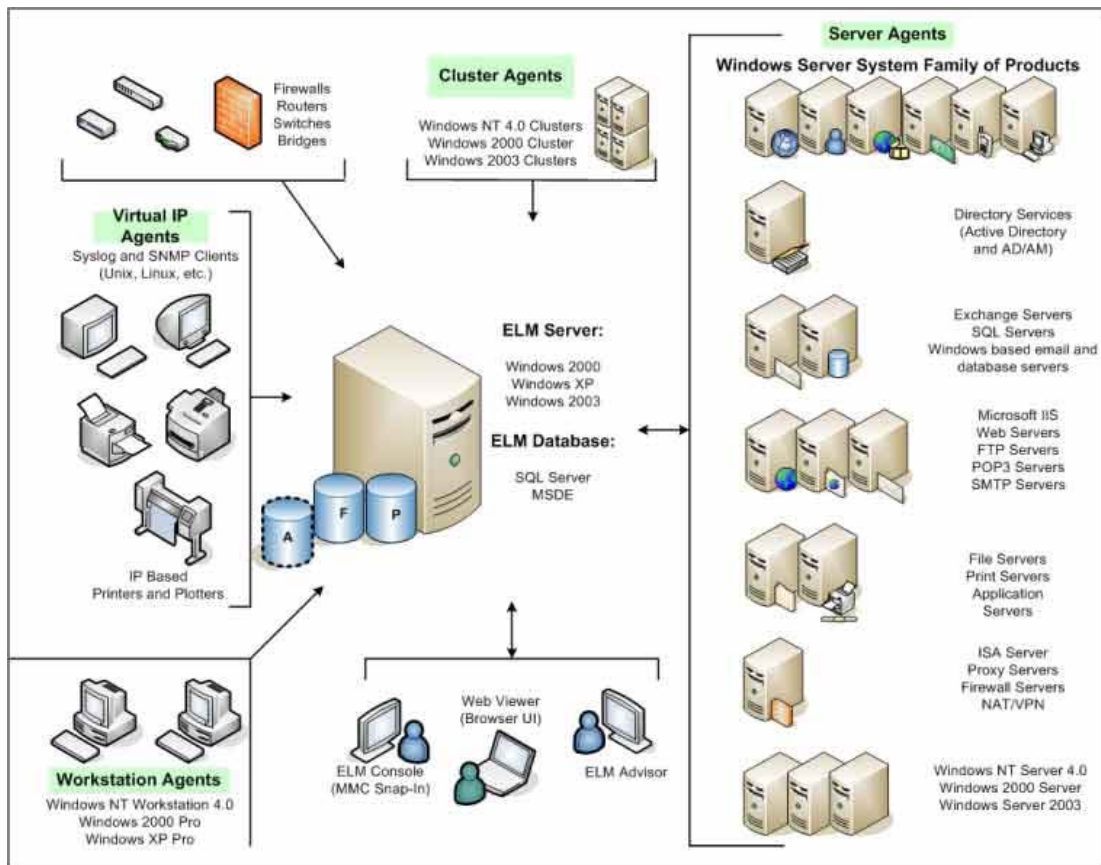 Firewalls
Routers
Switches
Bridges
Cluster Agents
Windows NT 4.0 Clusters
Windows 2000 Cluster
Windows 2003 Clusters
Server Agents
Windows Server System Family of Products
Virtual IP
Agents
Syslog and SNMP Clients
(Unix, Linux, etc.)
IP Based
Printers and Plotters
ELM Server:
Windows 2000
Windows XP
Windows 2003
ELM Database:
SQL Server
MSDE
A
F
P
Directory Services
(Active Directory
and AD/AM)
Exchange Servers
SQL Servers
Windows based email and
database servers
Microsoft IIS
Web Servers
FTP Servers
POP3 Servers
SMTP Servers
File Servers
Print Servers
Application
Servers
ISA Server
Proxy Servers
Firewall Servers
NAT/VPN
Windows NT Server 4.0
Windows 2000 Server
Windows Server 2003
Workstation Agents
Windows NT Workstation 4.0
Windows 2000 Pro
Windows XP Pro
ELM Console
(MMC Snap-In)
Web Viewer
(Browser UI)
ELM Advisor